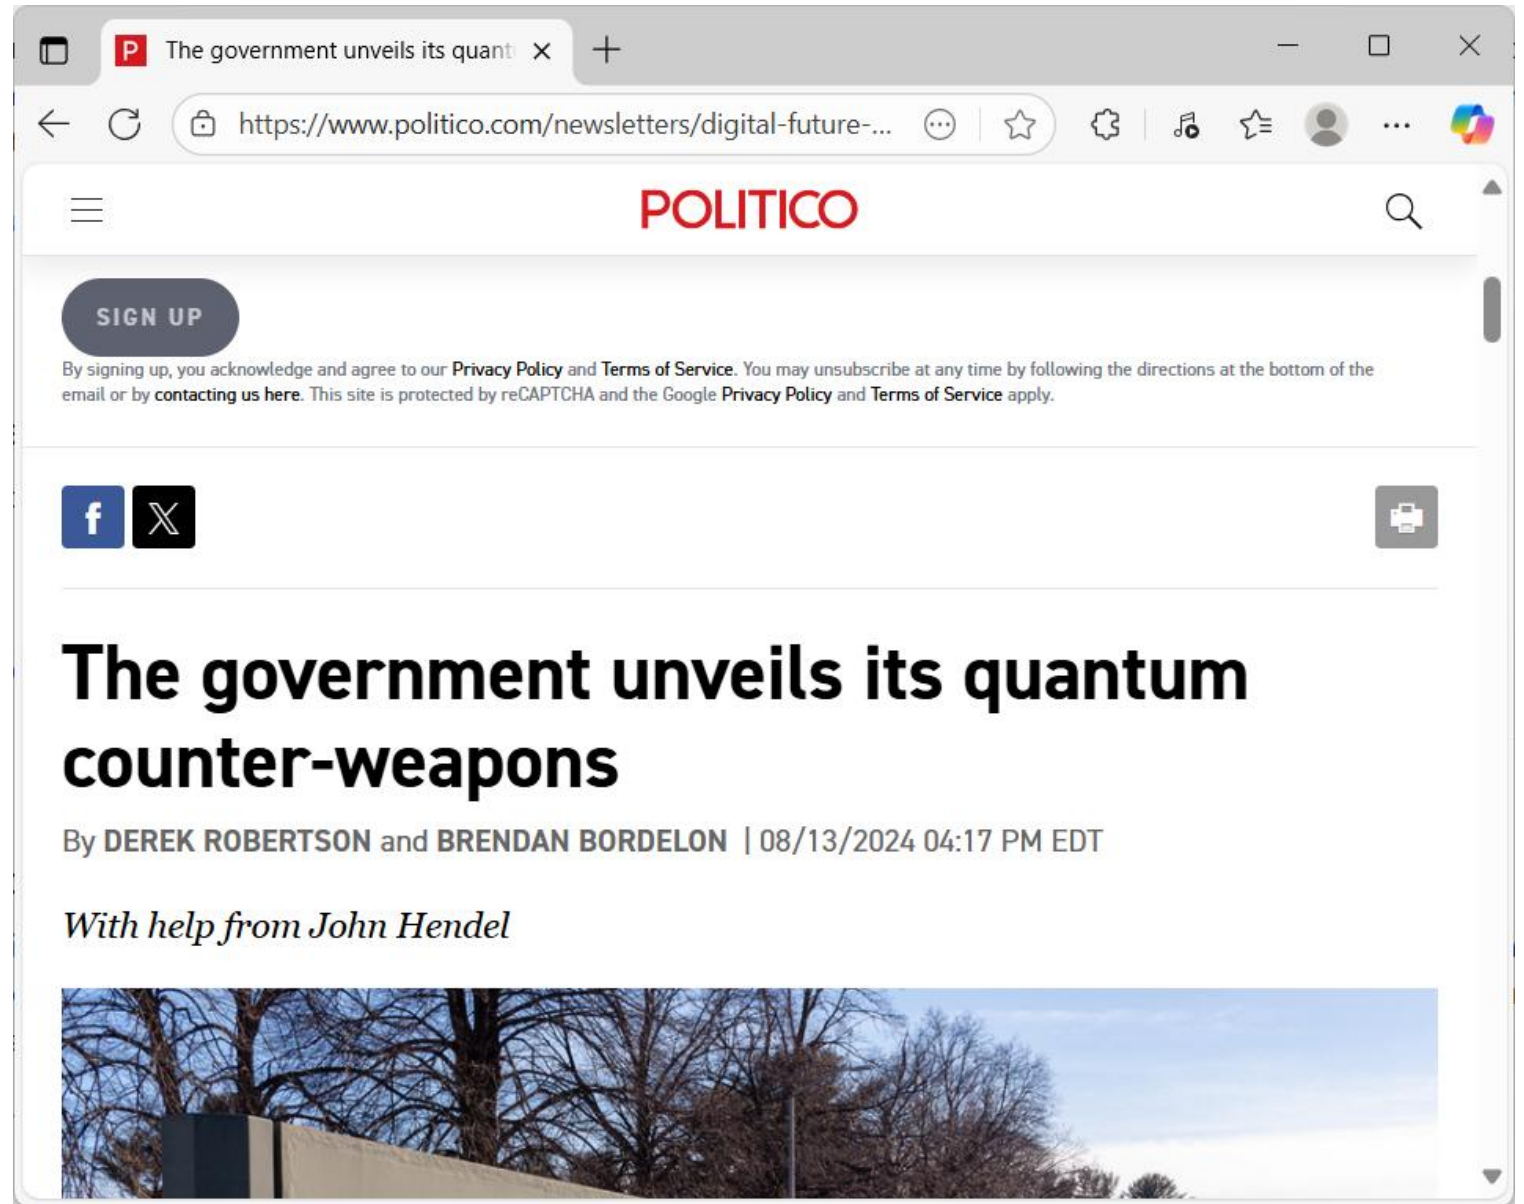 P The government unveils its quant
https://www.politico.com/newsletters/digital-future-...
POLITICO
SIGN UP
By signing up, you acknowledge and agree to our Privacy Policy and Terms of Service. You may unsubscribe at any time by following the directions at the bottom of the
email or by contacting us here. This site is protected by reCAPTCHA and the Google Privacy Policy and Terms of Service apply.
f X
The government unveils its quantum
counter-weapons
By DEREK ROBERTSON and BRENDAN BORDELON | 08/13/2024 04:17 PM EDT
With help from John Hendel